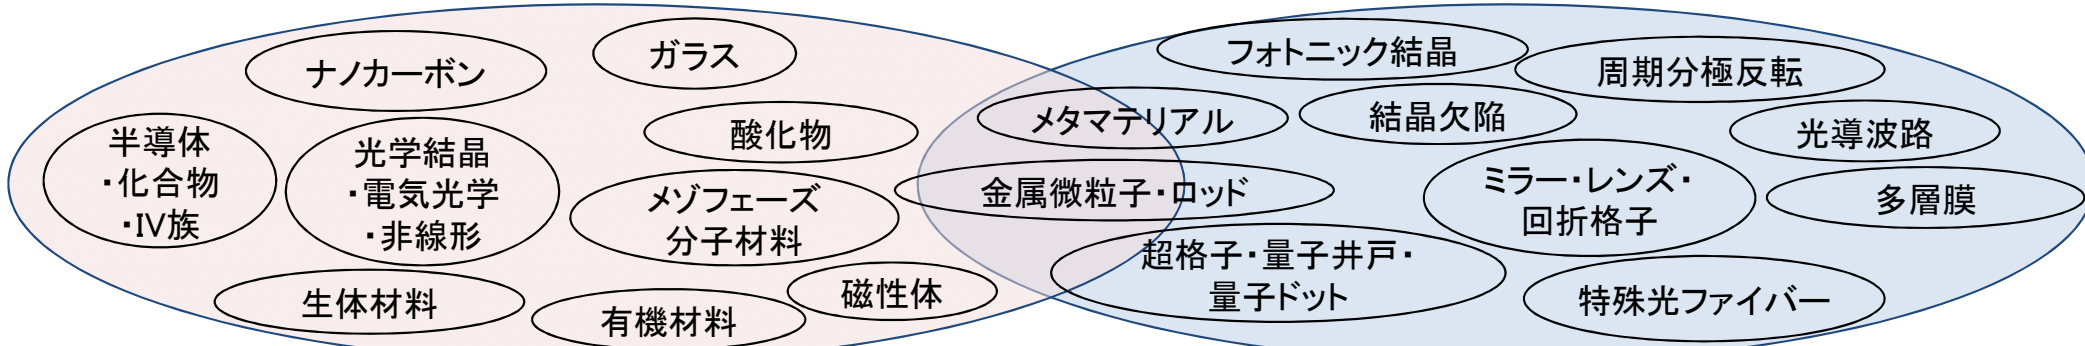 ナノカーボン
ガラス
半導体
・化合物
・IV族
光学結晶
・電気光学
・非線形
酸化物
メゾフェーズ
分子材料
生体材料
有機材料
磁性体
メタマテリアル
金属微粒子・ロッド
超格子・量子井戸・
量子ドット
フォトニック結晶
周期分極反転
結晶欠陥
光導波路
ミラー・レンズ・
回折格子
多層膜
特殊光ファイバー